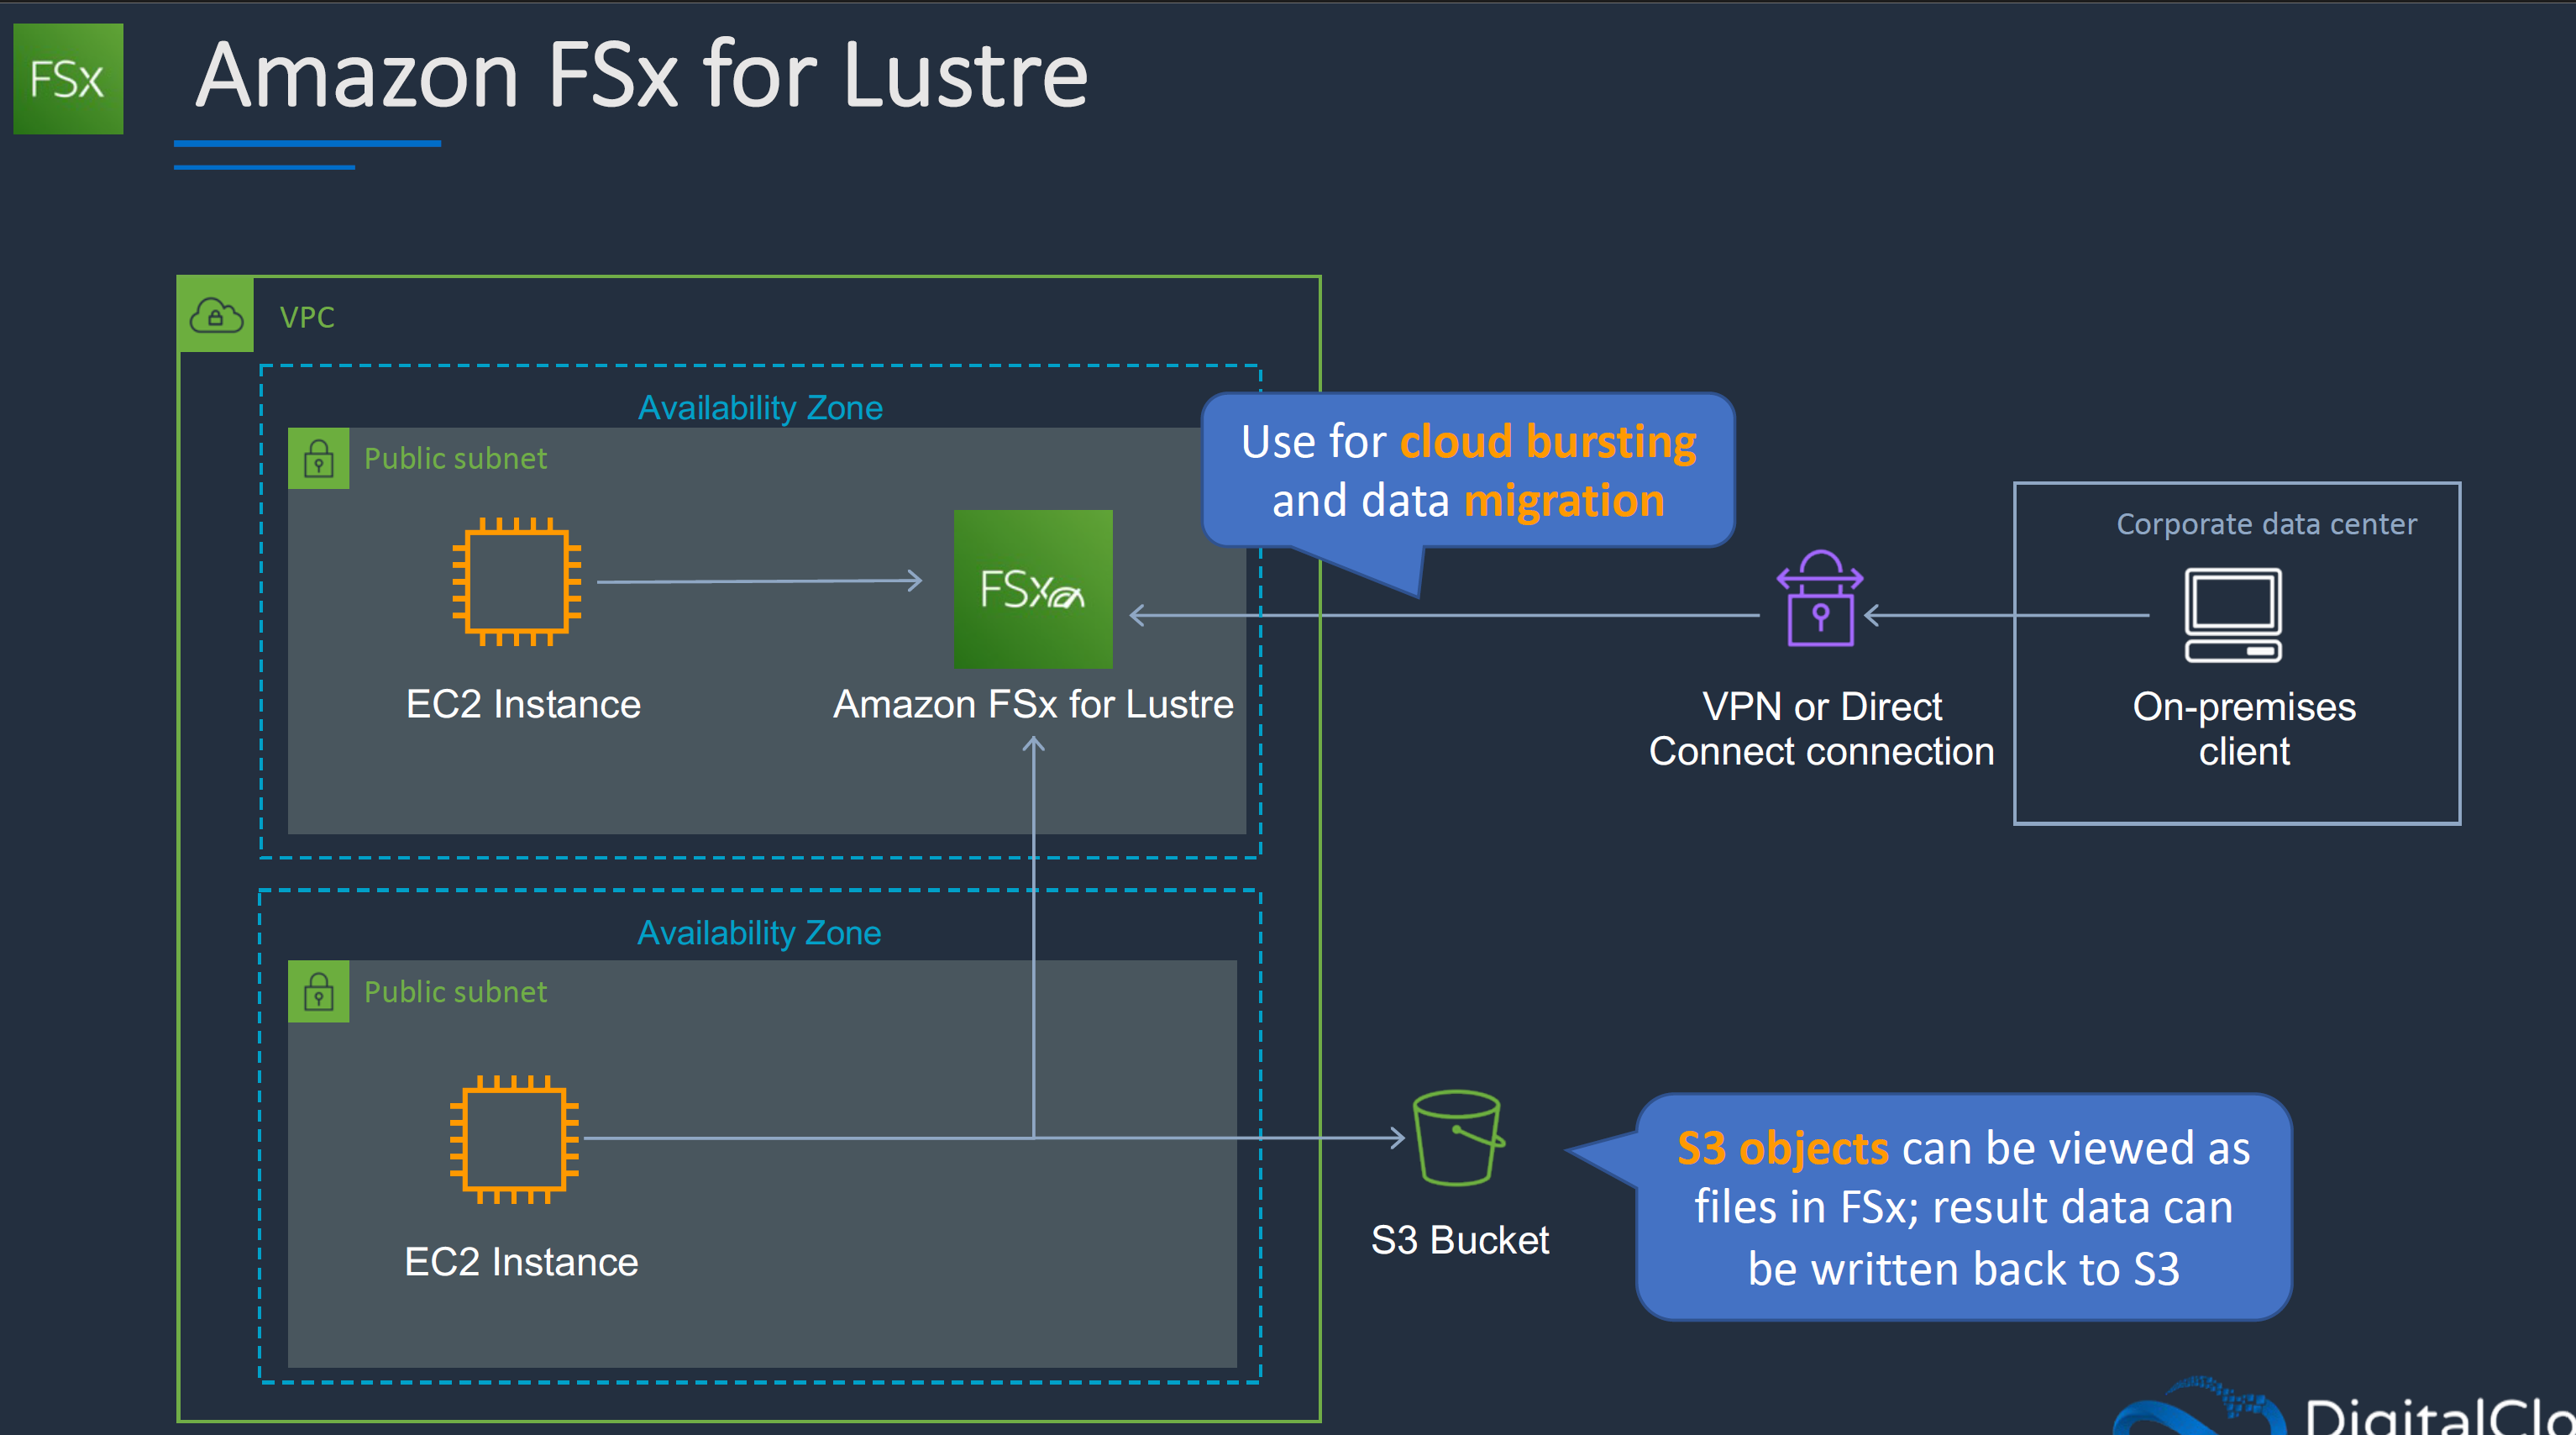 FSx
Amazon FSx for Lustre
VPC
Availability Zone
Public subnet
EC2 Instance
FSx
Amazon FSx for Lustre
Use for cloud bursting
and data migration
VPN or Direct
Connect connection
Corporate data center
On-premises
client
Availability Zone
Public subnet
EC2 Instance
S3 Bucket
S3 objects can be viewed as
files in FSx; result data can
be written back to S3
DigitalClo